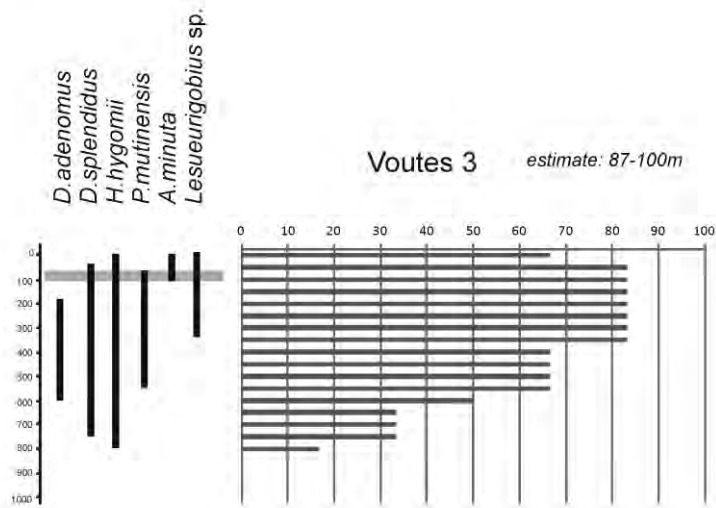 D.adenomus
D.splendidus
H.hygomii
P.mutinensis
A.minuta
Lesueurigobius sp.
Voutes 3
estimate: 87-100m
0
100
200
300
400
500
600
700
800
900
1000
0 10 20 30 40 50 60 70 80 90 100